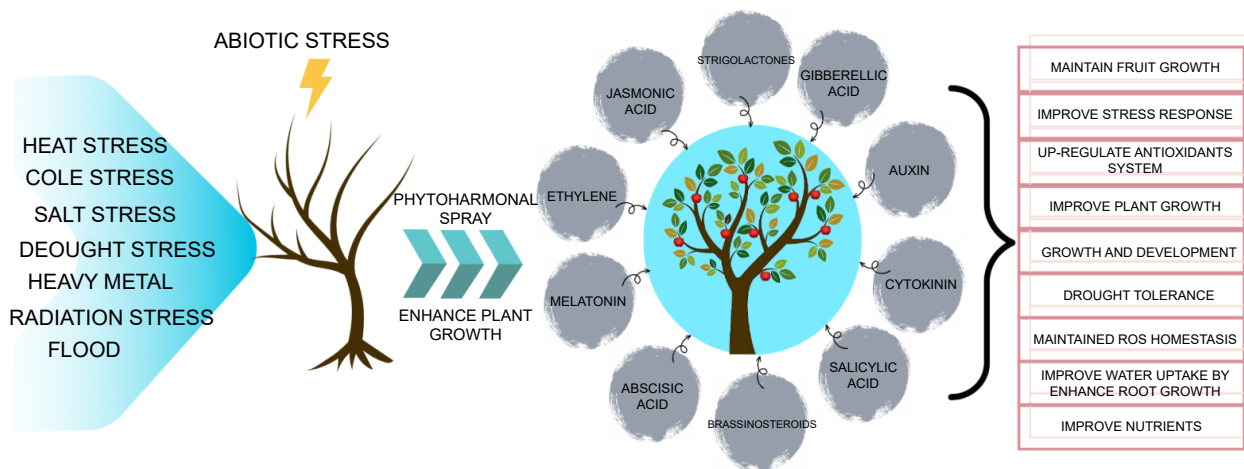 ABIOTIC STRESS
HEAT STRESS
COLE STRESS
SALT STRESS
DEOUGHT STRESS
HEAVY METAL
RADIATION STRESS
FLOOD
PHYTOHARMONAL
SPRAY
ENHANCE PLANT
GROWTH
STRIGOLACTONES
GIBBERELLIC
ACID
JASMONIC
ACID
AUXIN
ETHYLENE
CYTOKININ
MELATONIN
SALICYLIC
ACID
ABSCISIC
ACID
BRASSINOSTEROIDS
MAINTAIN FRUIT GROWTH
IMPROVE STRESS RESPONSE
UP-REGULATE ANTIOXIDANTS
SYSTEM
IMPROVE PLANT GROWTH
GROWTH AND DEVELOPMENT
DROUGHT TOLERANCE
MAINTAINED ROS HOMESTASIS
IMPROVE WATER UPTAKE BY
ENHANCE ROOT GROWTH
IMPROVE NUTRIENTS